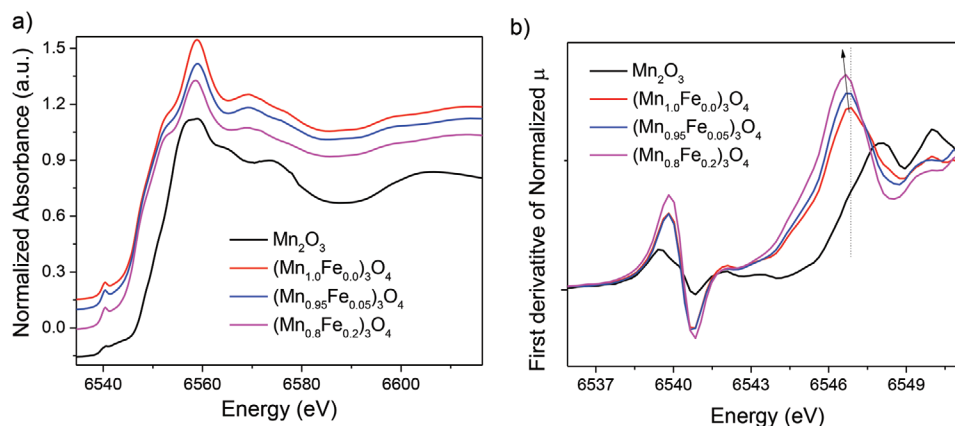 a)
Normalized Absorbance (a.u.)
1.5
1.2
0.9
0.6
0.3
0.0
Mn₂O₃
(Mn₁.₀Fe₀.₀)₃O₄
(Mn₀.₉₅Fe₀.₀₅)₃O₄
(Mn₀.₈Fe₀.₂)₃O₄
6540 6560 6580 6600
Energy (eV)
b)
First derivatitve of Normalized μ
Mn₂O₃
(Mn₁.₀Fe₀.₀)₃O₄
(Mn₀.₉₅Fe₀.₀₅)₃O₄
(Mn₀.₈Fe₀.₂)₃O₄
6537 6540 6543 6546 6549
Energy (eV)